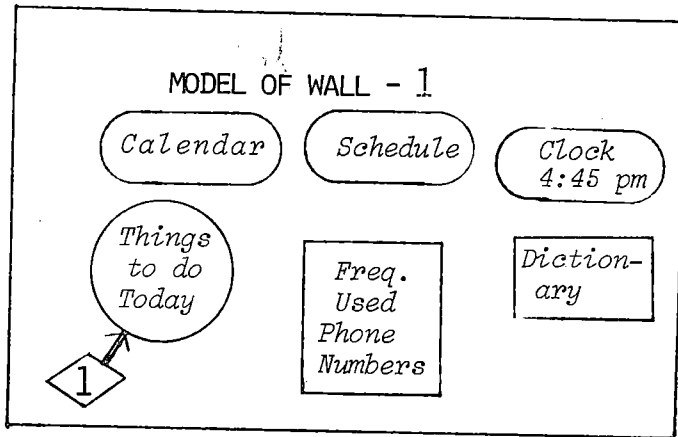 MODEL OF WALL - 1
Calendar
Schedule
Clock
4:45 pm
Things
to do
Today
Freq.
Used
Phone
Numbers
Diction-
ary
1